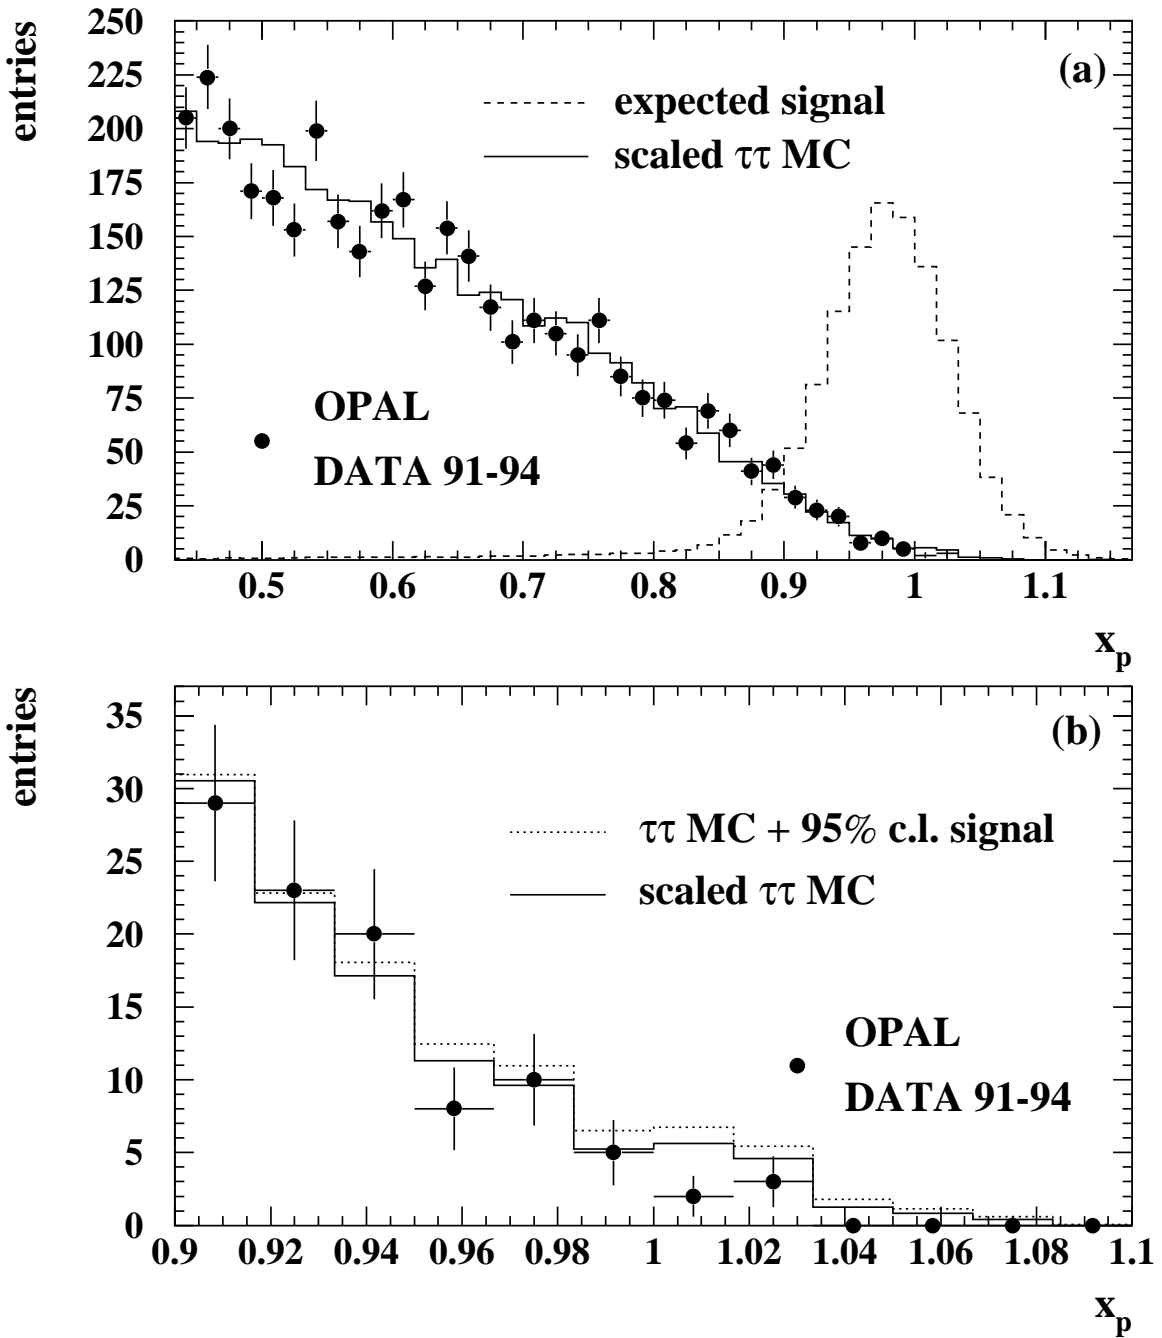 entries
250
225
200
175
150
125
100
75
50
25
0
(a)
expected signal
scaled ττ MC
OPAL
DATA 91-94
0.5 0.6 0.7 0.8 0.9 1 1.1
x_p
entries
35
30
25
20
15
10
5
0
(b)
ττ MC + 95% c.l. signal
scaled ττ MC
OPAL
DATA 91-94
0.9 0.92 0.94 0.96 0.98 1 1.02 1.04 1.06 1.08 1.1
x_p